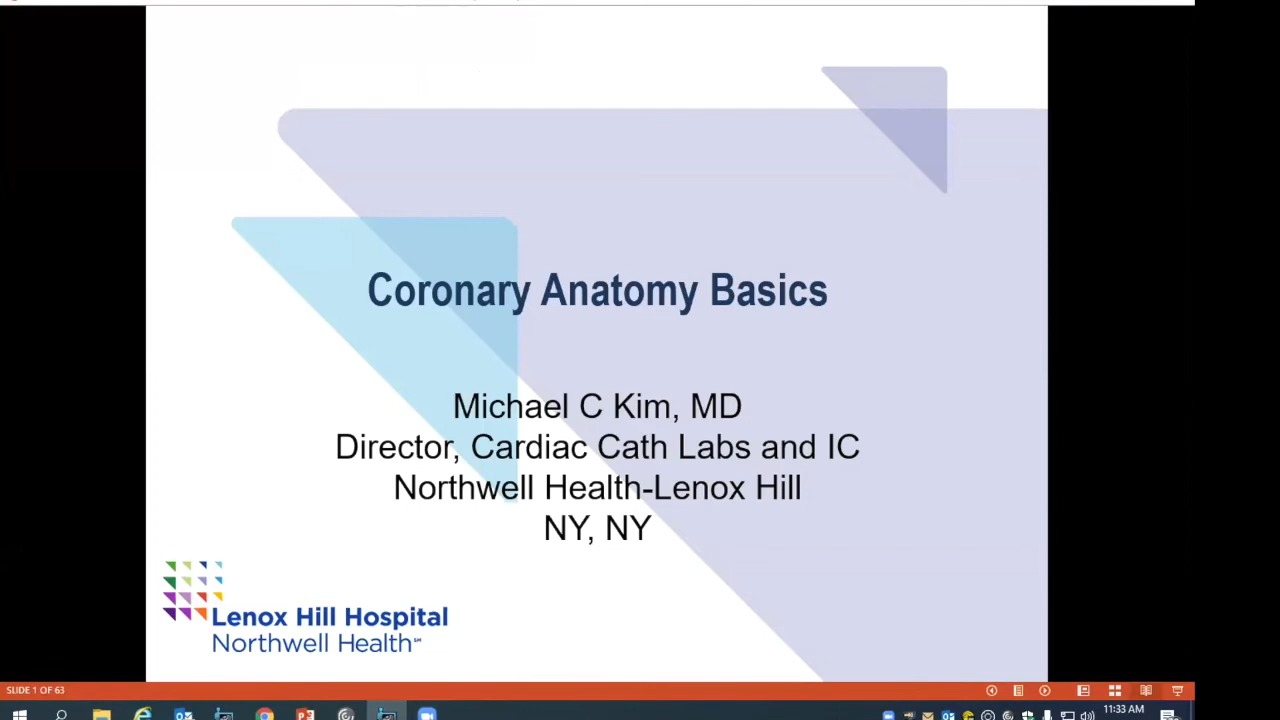 Coronary Anatomy Basics
Michael C Kim, MD
Director, Cardiac Cath Labs and IC
Northwell Health-Lenox Hill
NY, NY
Lenox Hill Hospital
Northwell Health℠
SLIDE 1 OF 63
11:33 AM